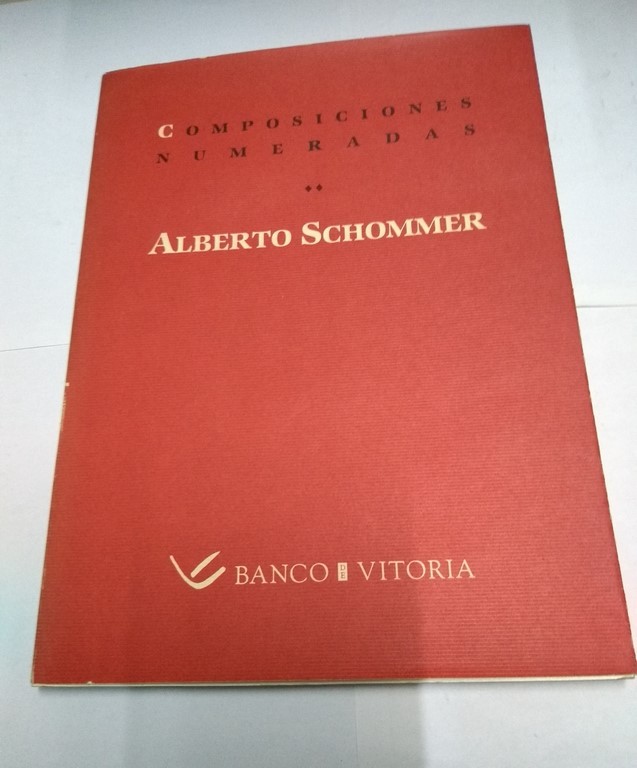 COMPOSICIONES
NUMERADAS
ALBERTO SCHOMMER
BANCO DE VITORIA